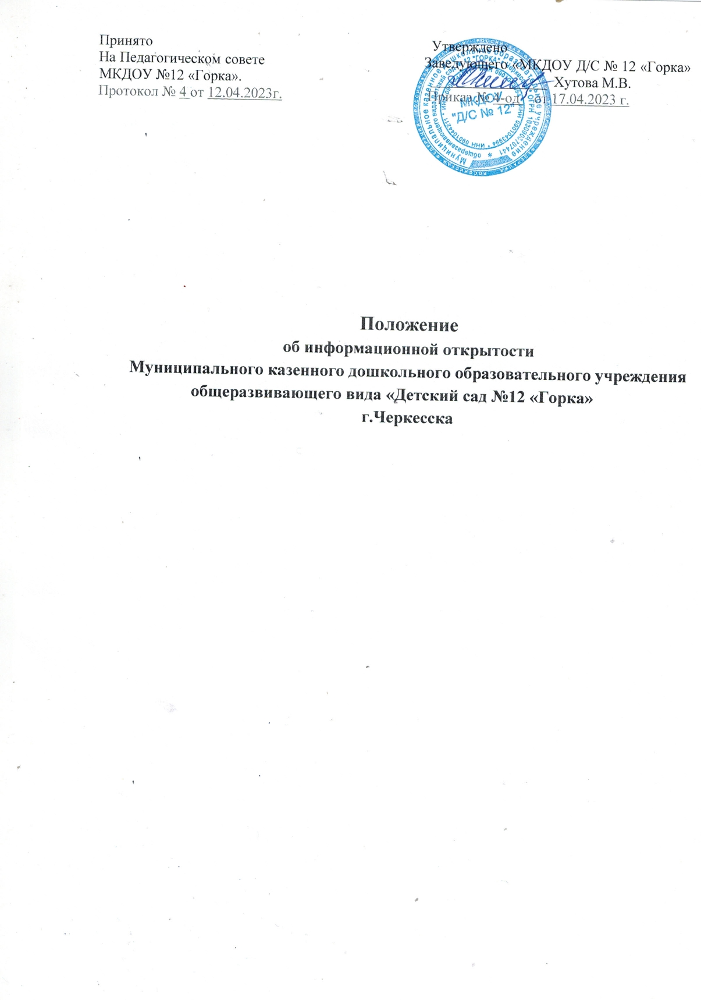 Принято
На Педагогическом совете
МКДОУ №12 «Горка».
Протокол № 4 от 12.04.2023г.
Утверждено
Заведующего «МКДОУ Д/С № 12 «Горка»
Хутова М.В.
Приказ № 4-од от 17.04.2023 г.
МКДОУ
"Д/С № 12"
Положение
об информационной открытости
Муниципального казенного дошкольного образовательного учреждения
общеразвивающего вида «Детский сад №12 «Горка»
г.Черкесска